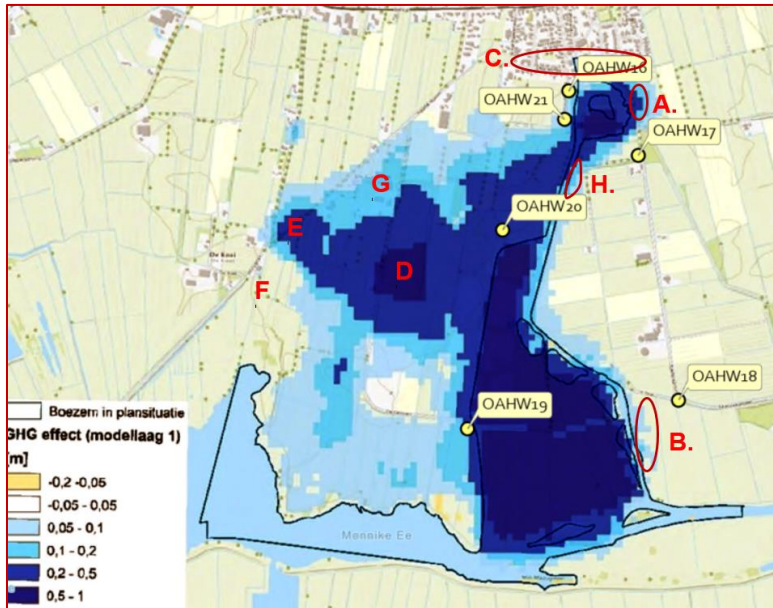 C.
OAHW16
OAHW21
A.
OAHW17
G
H.
OAHW20
E
De Kooi
D
F
OAHW18
Boezem in plansituatie
OAHW19
B.
GHG effect (modellaag 1)
[m]
-0,2 -0,05
-0,05 - 0,05
0,05 - 0,1
0,1 - 0,2
0,2 - 0,5
0,5 - 1
Mønnike Ee